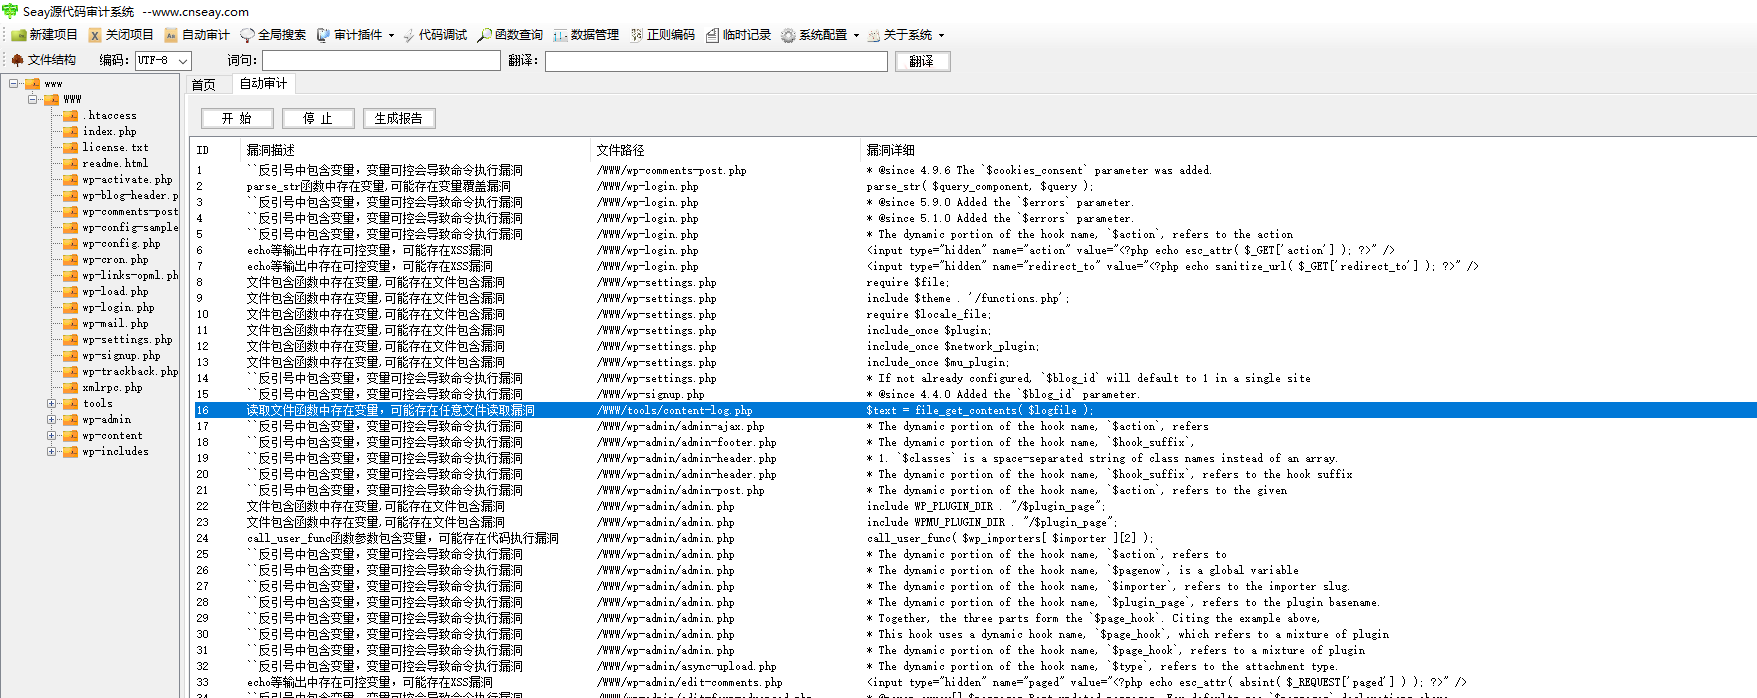 Seay源代码审计系统 --www.cnseay.com
新建项目 关闭项目 自动审计 全局搜索 审计插件 代码调试 函数查询 数据管理 正则编码 临时记录 系统配置 关于系统
文件结构 编码: UTF-8 词句: 翻译: 翻译
首页 自动审计
www
WWW
.htaccess
index.php
license.txt
readme.html
wp-activate.php
wp-blog-header.p
wp-comments-post
wp-config-sample
wp-config.php
wp-cron.php
wp-links-opml.ph
wp-load.php
wp-login.php
wp-mail.php
wp-settings.php
wp-signup.php
wp-trackback.php
xmlrpc.php
tools
wp-admin
wp-content
wp-includes
开 始 停 止 生成报告
ID 漏洞描述 文件路径 漏洞详细
1 ``反引号中包含变量，变量可控会导致命令执行漏洞 /WWW/wp-comments-post.php * @since 4.9.6 The `$cookies_consent` parameter was added.
2 parse_str函数中存在变量,可能存在变量覆盖漏洞 /WWW/wp-login.php parse_str( $query_component, $query );
3 ``反引号中包含变量，变量可控会导致命令执行漏洞 /WWW/wp-login.php * @since 5.9.0 Added the `$errors` parameter.
4 ``反引号中包含变量，变量可控会导致命令执行漏洞 /WWW/wp-login.php * @since 5.1.0 Added the `$errors` parameter.
5 ``反引号中包含变量，变量可控会导致命令执行漏洞 /WWW/wp-login.php * The dynamic portion of the hook name, `$action`, refers to the action
6 echo等输出中存在可控变量，可能存在XSS漏洞 /WWW/wp-login.php <input type="hidden" name="action" value="<?php echo esc_attr( $_GET['action'] ); ?>" />
7 echo等输出中存在可控变量，可能存在XSS漏洞 /WWW/wp-login.php <input type="hidden" name="redirect_to" value="<?php echo sanitize_url( $_GET['redirect_to'] ); ?>" />
8 文件包含函数中存在变量,可能存在文件包含漏洞 /WWW/wp-settings.php require $file;
9 文件包含函数中存在变量,可能存在文件包含漏洞 /WWW/wp-settings.php include $theme . '/functions.php';
10 文件包含函数中存在变量,可能存在文件包含漏洞 /WWW/wp-settings.php require $locale_file;
11 文件包含函数中存在变量,可能存在文件包含漏洞 /WWW/wp-settings.php include_once $plugin;
12 文件包含函数中存在变量,可能存在文件包含漏洞 /WWW/wp-settings.php include_once $network_plugin;
13 文件包含函数中存在变量,可能存在文件包含漏洞 /WWW/wp-settings.php include_once $mu_plugin;
14 ``反引号中包含变量，变量可控会导致命令执行漏洞 /WWW/wp-settings.php * If not already configured, `$blog_id` will default to 1 in a single site
15 ``反引号中包含变量，变量可控会导致命令执行漏洞 /WWW/wp-signup.php * @since 4.4.0 Added the `$blog_id` parameter.
16 读取文件函数中存在变量，可能存在任意文件读取漏洞 /WWW/tools/content-log.php $text = file_get_contents( $logfile );
17 ``反引号中包含变量，变量可控会导致命令执行漏洞 /WWW/wp-admin/admin-ajax.php * The dynamic portion of the hook name, `$action`, refers
18 ``反引号中包含变量，变量可控会导致命令执行漏洞 /WWW/wp-admin/admin-footer.php * The dynamic portion of the hook name, `$hook_suffix`,
19 ``反引号中包含变量，变量可控会导致命令执行漏洞 /WWW/wp-admin/admin-header.php * 1. `$classes` is a space-separated string of class names instead of an array.
20 ``反引号中包含变量，变量可控会导致命令执行漏洞 /WWW/wp-admin/admin-header.php * The dynamic portion of the hook name, `$hook_suffix`, refers to the hook suffix
21 ``反引号中包含变量，变量可控会导致命令执行漏洞 /WWW/wp-admin/admin-post.php * The dynamic portion of the hook name, `$action`, refers to the given
22 文件包含函数中存在变量,可能存在文件包含漏洞 /WWW/wp-admin/admin.php include WP_PLUGIN_DIR . "/$plugin_page";
23 文件包含函数中存在变量,可能存在文件包含漏洞 /WWW/wp-admin/admin.php include WPMU_PLUGIN_DIR . "/$plugin_page";
24 call_user_func函数参数包含变量，可能存在代码执行漏洞 /WWW/wp-admin/admin.php call_user_func( $wp_importers[ $importer ][2] );
25 ``反引号中包含变量，变量可控会导致命令执行漏洞 /WWW/wp-admin/admin.php * The dynamic portion of the hook name, `$action`, refers to
26 ``反引号中包含变量，变量可控会导致命令执行漏洞 /WWW/wp-admin/admin.php * The dynamic portion of the hook name, `$pagenow`, is a global variable
27 ``反引号中包含变量，变量可控会导致命令执行漏洞 /WWW/wp-admin/admin.php * The dynamic portion of the hook name, `$importer`, refers to the importer slug.
28 ``反引号中包含变量，变量可控会导致命令执行漏洞 /WWW/wp-admin/admin.php * The dynamic portion of the hook name, `$plugin_page`, refers to the plugin basename.
29 ``反引号中包含变量，变量可控会导致命令执行漏洞 /WWW/wp-admin/admin.php * Together, the three parts form the `$page_hook`. Citing the example above,
30 ``反引号中包含变量，变量可控会导致命令执行漏洞 /WWW/wp-admin/admin.php * This hook uses a dynamic hook name, `$page_hook`, which refers to a mixture of plugin
31 ``反引号中包含变量，变量可控会导致命令执行漏洞 /WWW/wp-admin/admin.php * The dynamic portion of the hook name, `$page_hook`, refers to a mixture of plugin
32 ``反引号中包含变量，变量可控会导致命令执行漏洞 /WWW/wp-admin/async-upload.php * The dynamic portion of the hook name, `$type`, refers to the attachment type.
33 echo等输出中存在可控变量，可能存在XSS漏洞 /WWW/wp-admin/edit-comments.php <input type="hidden" name="paged" value="<?php echo esc_attr( absint( $_REQUEST['paged'] ) ); ?>" />